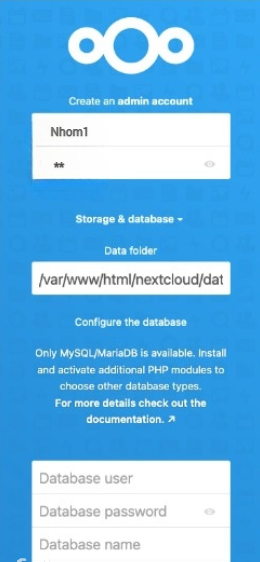 Create an admin account
Nhom1
**
Storage & database
Data folder
/var/www/html/nextcloud/dat
Configure the database
Only MySQL/MariaDB is available. Install
and activate additional PHP modules to
choose other database types.
For more details check out the
documentation. ↗
Database user
Database password
Database name